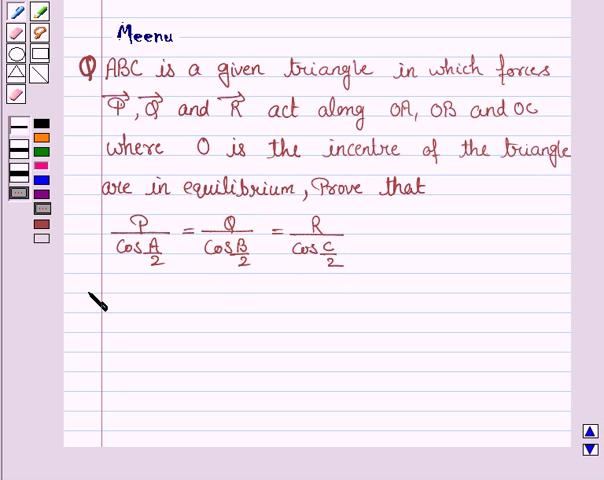 Meenu
Q ABC is a given triangle in which forces
P⃗, Q⃗ and R⃗ act along OA, OB and OC
where O is the incentre of the triangle
are in equilibrium, Prove that
P/cos A/2 = Q/cos B/2 = R/cos C/2